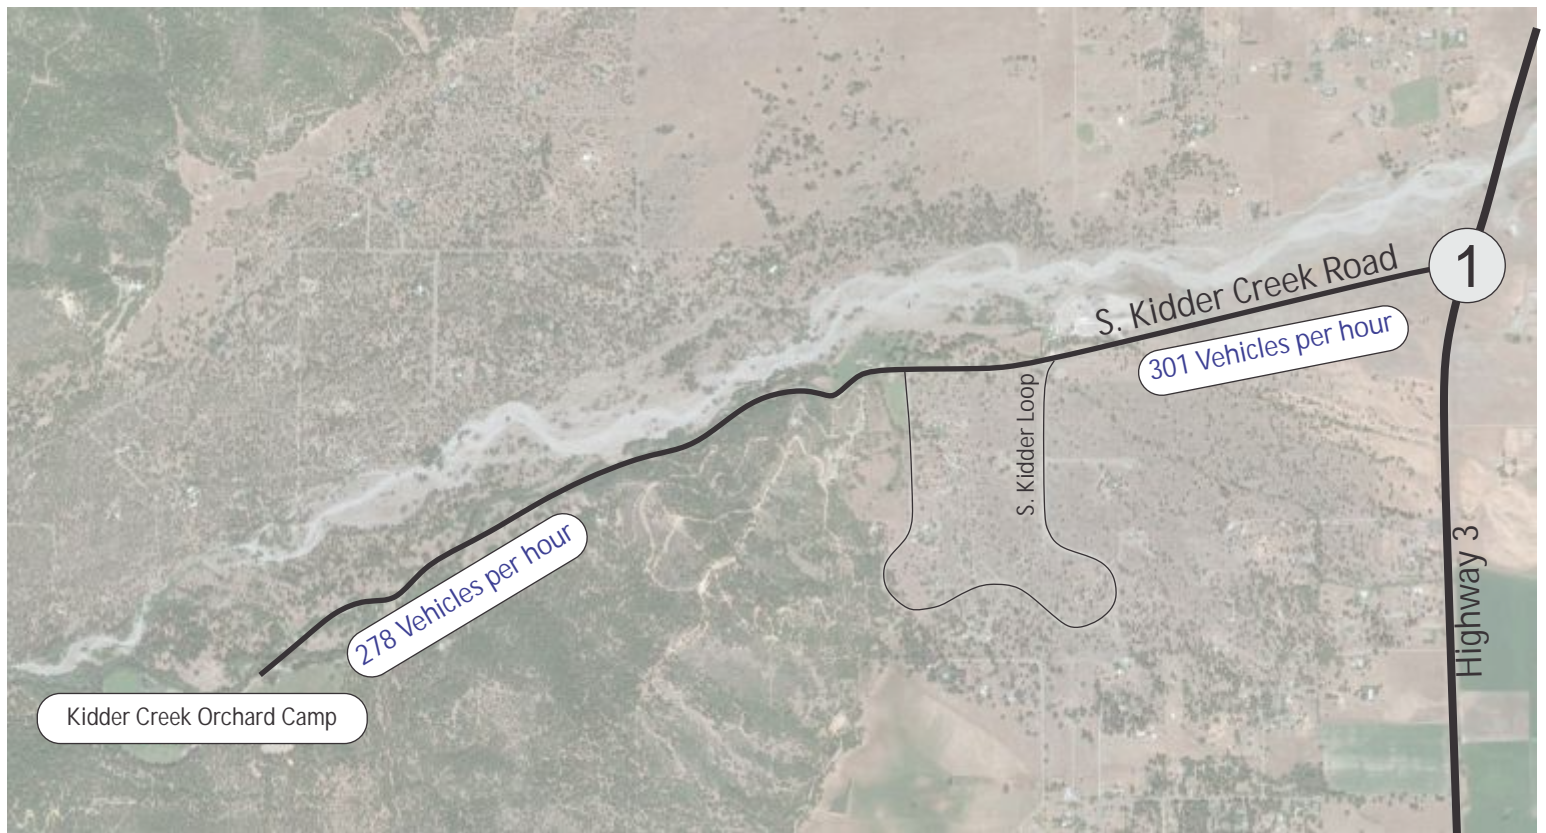 1
S. Kidder Creek Road
301 Vehicles per hour
S. Kidder Loop
278 Vehicles per hour
Highway 3
Kidder Creek Orchard Camp